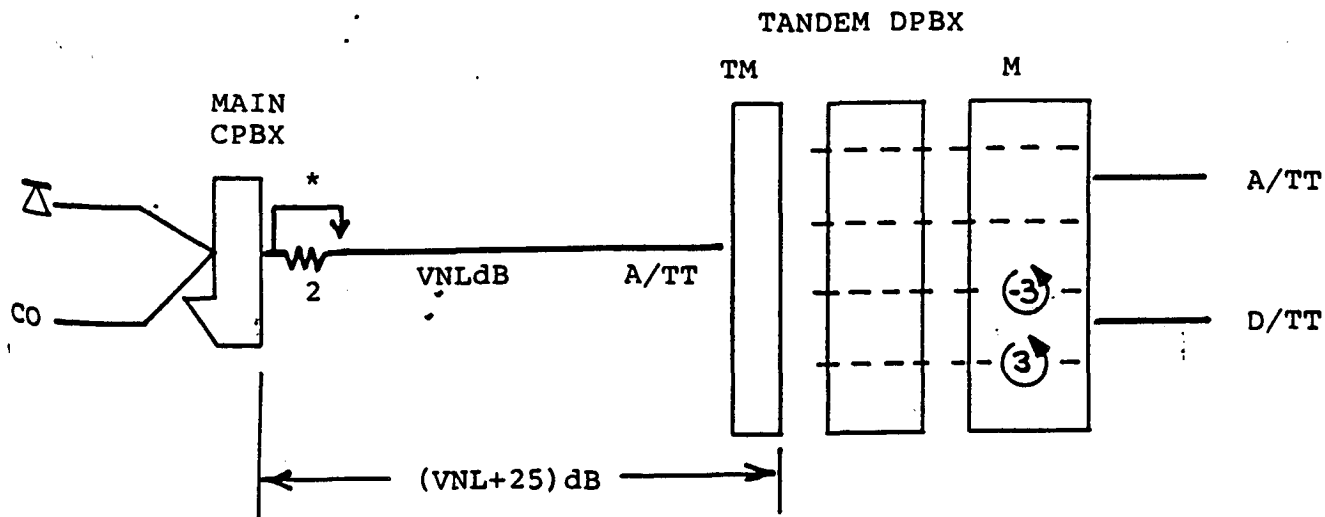 TANDEM DPBX
TM
M
MAIN
CPBX
*
2
VNLdB
A/TT
A/TT
CO
-3
3
D/TT
(VNL+25)dB